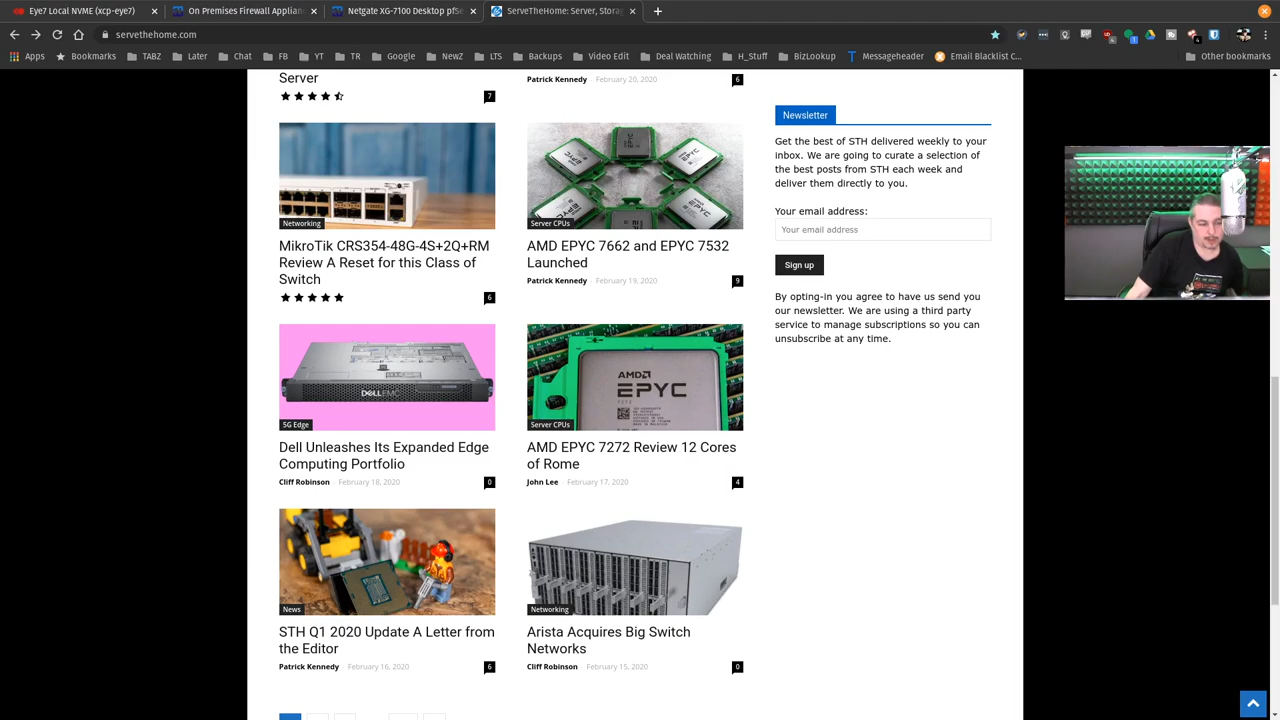 Eye7 Local NVME (xcp-eye7)
On Premises Firewall Applian
Netgate XG-7100 Desktop pfSe
ServeTheHome: Server, Storag
servethehome.com
Apps
Bookmarks
TABZ
Later
Chat
FB
YT
TR
Google
NewZ
LTS
Backups
Video Edit
Deal Watching
H_Stuff
BizLookup
Messageheader
Email Blacklist C...
Other bookmarks
Server
7
Patrick Kennedy - February 20, 2020
6
Networking
MikroTik CRS354-48G-4S+2Q+RM
Review A Reset for this Class of
Switch
6
Server CPUs
AMD EPYC 7662 and EPYC 7532
Launched
Patrick Kennedy - February 19, 2020
9
DELLEMC
5G Edge
Dell Unleashes Its Expanded Edge
Computing Portfolio
Cliff Robinson - February 18, 2020
0
AMD
EPYC
Server CPUs
AMD EPYC 7272 Review 12 Cores
of Rome
John Lee - February 17, 2020
4
News
STH Q1 2020 Update A Letter from
the Editor
Patrick Kennedy - February 16, 2020
6
Networking
Arista Acquires Big Switch
Networks
Cliff Robinson - February 15, 2020
0
Newsletter
Get the best of STH delivered weekly to your
inbox. We are going to curate a selection of
the best posts from STH each week and
deliver them directly to you.
Your email address:
Your email address
Sign up
By opting-in you agree to have us send you
our newsletter. We are using a third party
service to manage subscriptions so you can
unsubscribe at any time.